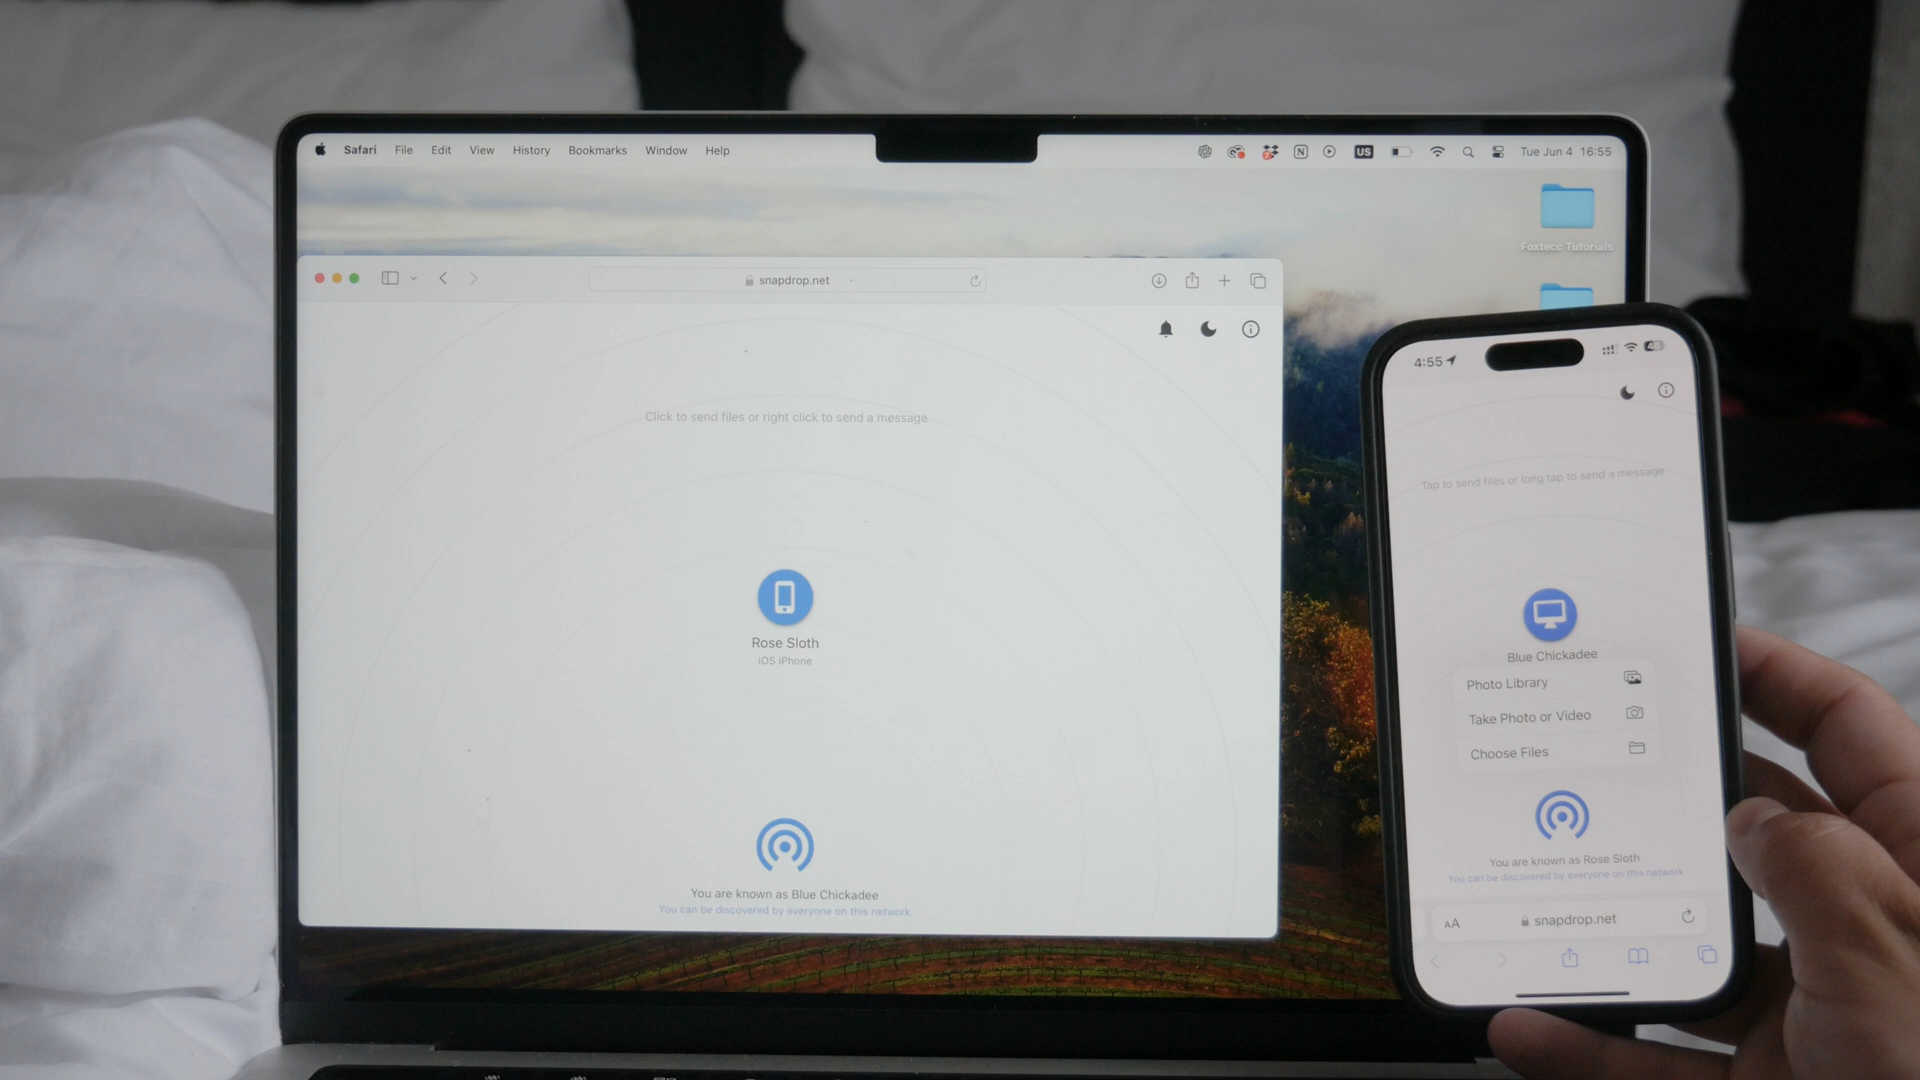 Safari File Edit View History Bookmarks Window Help
US Tue Jun 4 16:55
Foxtecc Tutorials
snapdrop.net
Click to send files or right click to send a message
Rose Sloth
iOS iPhone
You are known as Blue Chickadee
You can be discovered by everyone on this network
4:55
Tap to send files or long tap to send a message
Blue Chickadee
Photo Library
Take Photo or Video
Choose Files
You are known as Rose Sloth
You can be discovered by everyone on this network
AA snapdrop.net